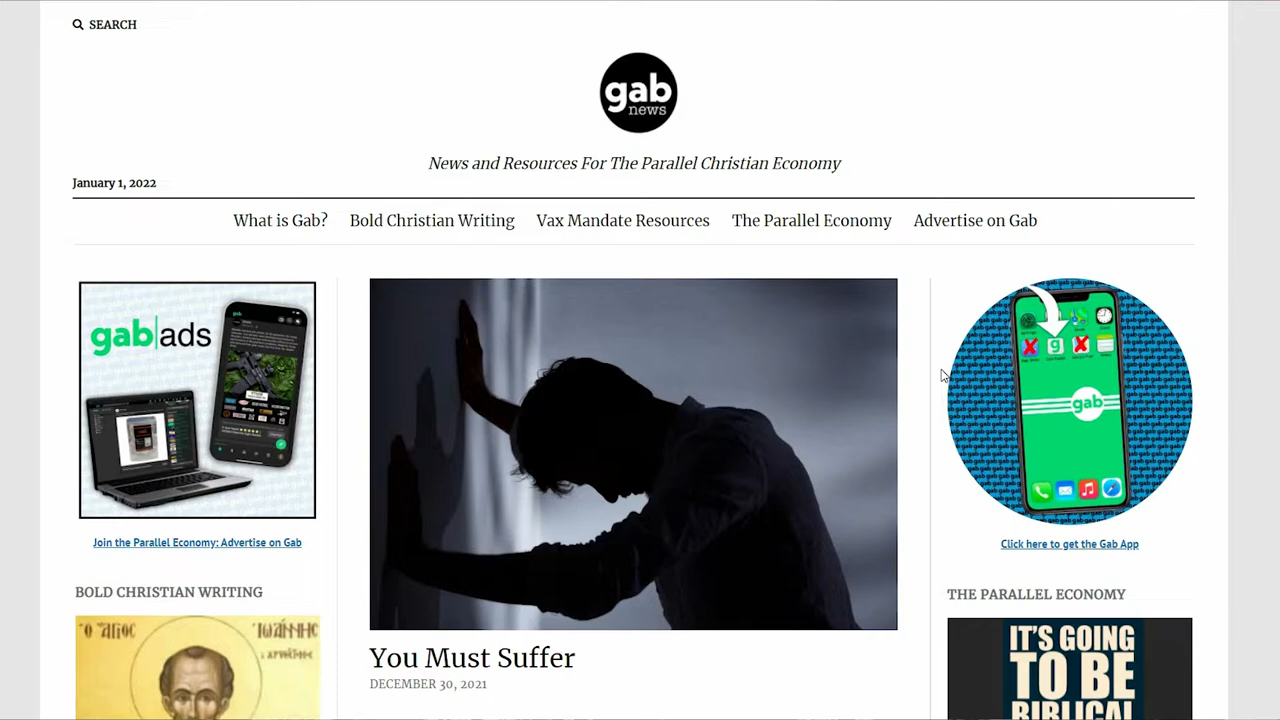 SEARCH
gab
news
News and Resources For The Parallel Christian Economy
January 1, 2022
What is Gab?
Bold Christian Writing
Vax Mandate Resources
The Parallel Economy
Advertise on Gab
gab|ads
Join the Parallel Economy: Advertise on Gab
BOLD CHRISTIAN WRITING
Ὁ ἍΓΙΟC
You Must Suffer
DECEMBER 30, 2021
gab
Click here to get the Gab App
THE PARALLEL ECONOMY
IT'S GOING
TO BE
BIBLICAL